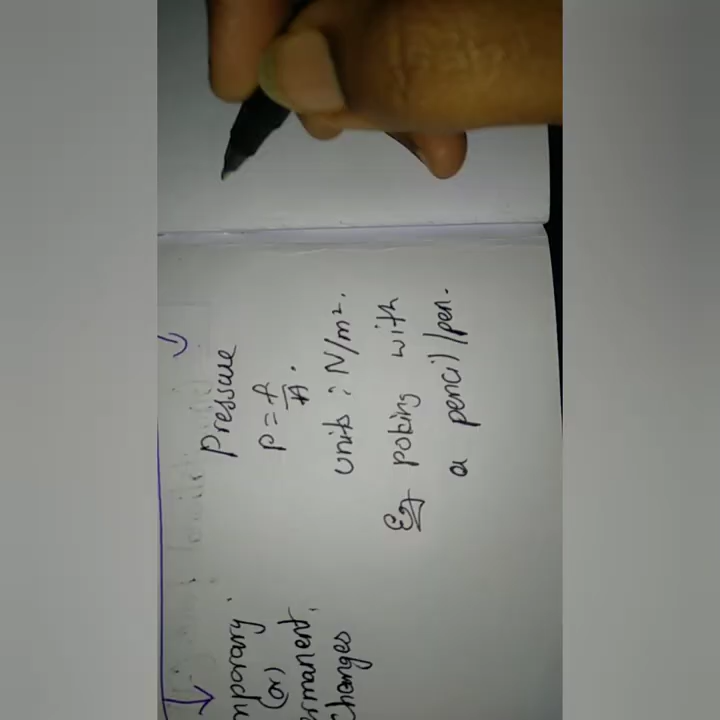 Pressure
P = f/A.
units : N/m².
Eg poking with
a pencil/pen.
(or)
Changes